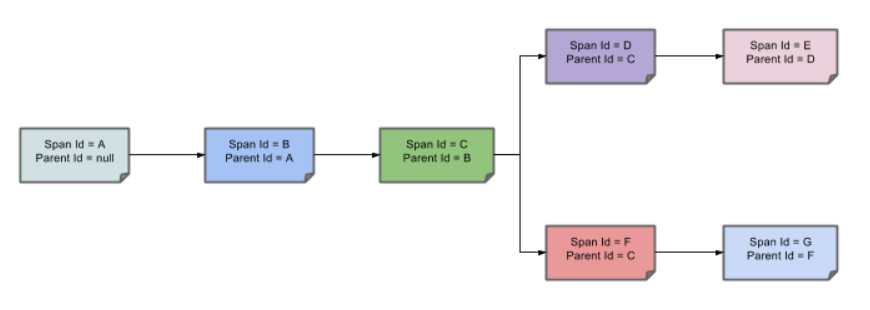 Span Id = A
Parent Id = null
Span Id = B
Parent Id = A
Span Id = C
Parent Id = B
Span Id = D
Parent Id = C
Span Id = E
Parent Id = D
Span Id = F
Parent Id = C
Span Id = G
Parent Id = F